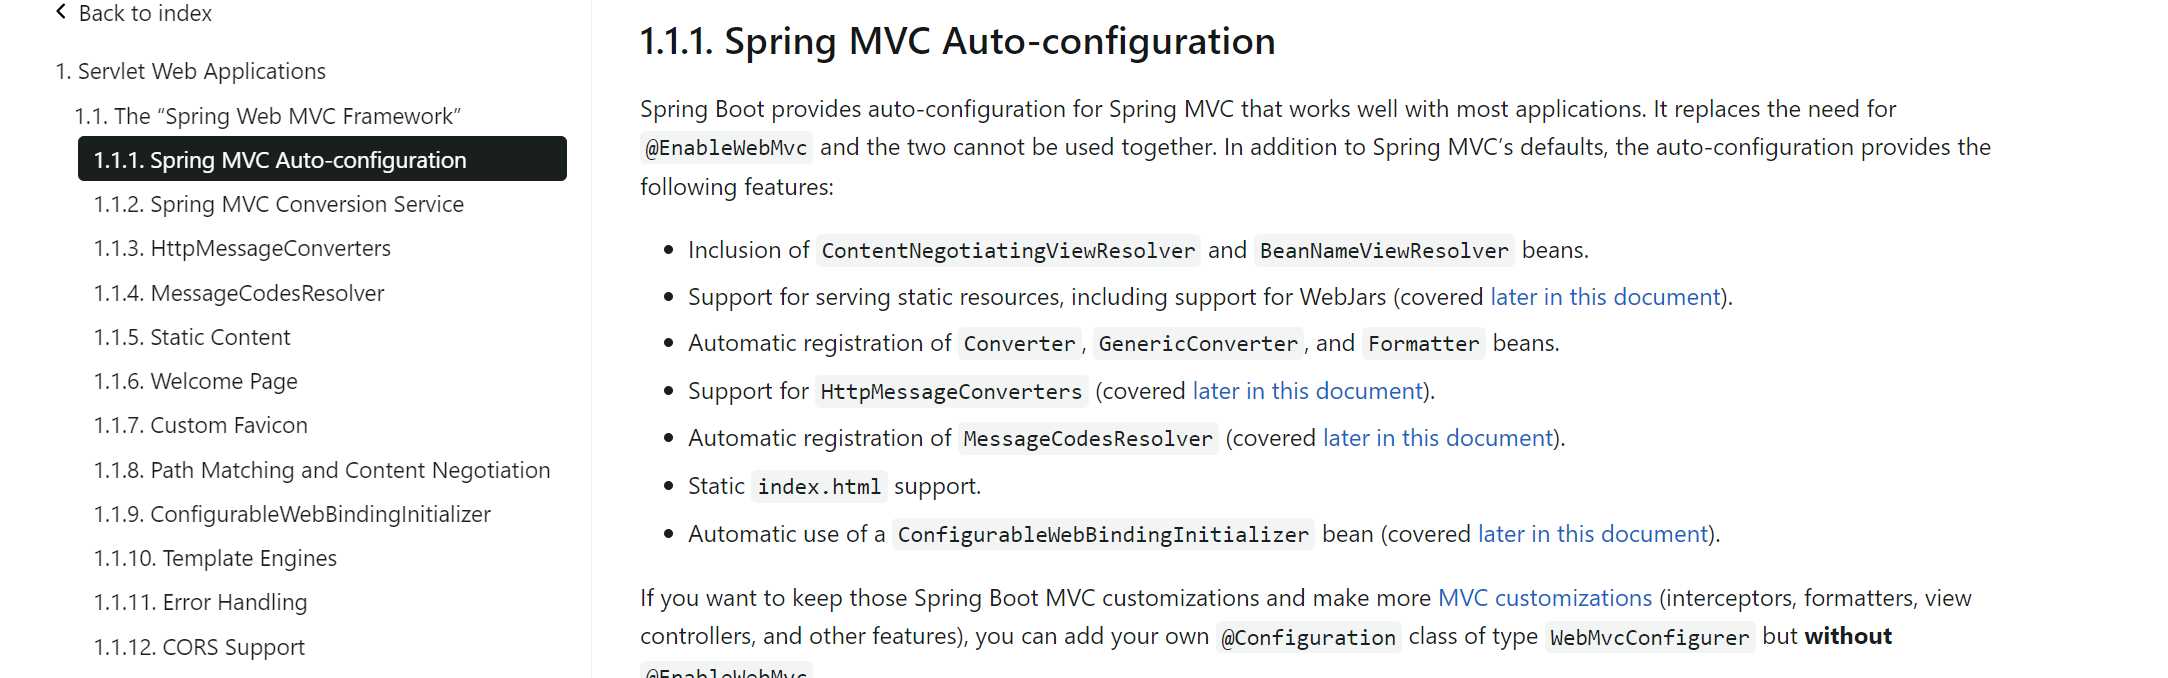 Back to index
1. Servlet Web Applications
1.1. The “Spring Web MVC Framework”
1.1.1. Spring MVC Auto-configuration
1.1.2. Spring MVC Conversion Service
1.1.3. HttpMessageConverters
1.1.4. MessageCodesResolver
1.1.5. Static Content
1.1.6. Welcome Page
1.1.7. Custom Favicon
1.1.8. Path Matching and Content Negotiation
1.1.9. ConfigurableWebBindingInitializer
1.1.10. Template Engines
1.1.11. Error Handling
1.1.12. CORS Support
1.1.1. Spring MVC Auto-configuration
Spring Boot provides auto-configuration for Spring MVC that works well with most applications. It replaces the need for
@EnableWebMvc and the two cannot be used together. In addition to Spring MVC’s defaults, the auto-configuration provides the
following features:
• Inclusion of ContentNegotiatingViewResolver and BeanNameViewResolver beans.
• Support for serving static resources, including support for WebJars (covered later in this document).
• Automatic registration of Converter, GenericConverter, and Formatter beans.
• Support for HttpMessageConverters (covered later in this document).
• Automatic registration of MessageCodesResolver (covered later in this document).
• Static index.html support.
• Automatic use of a ConfigurableWebBindingInitializer bean (covered later in this document).
If you want to keep those Spring Boot MVC customizations and make more MVC customizations (interceptors, formatters, view
controllers, and other features), you can add your own @Configuration class of type WebMvcConfigurer but without
@EnableWebMvc